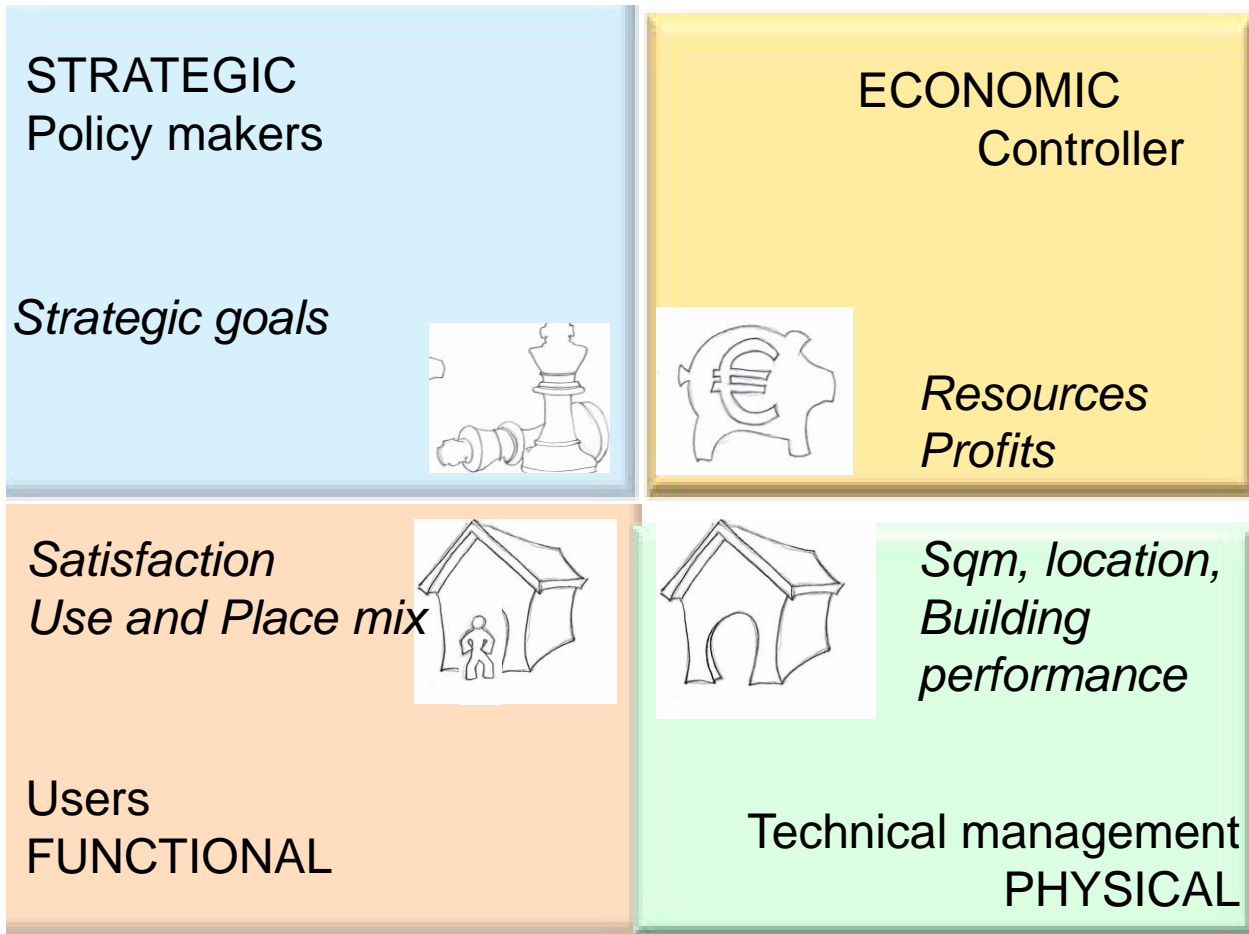 STRATEGIC
Policy makers
Strategic goals
ECONOMIC
Controller
€
Resources
Profits
Satisfaction
Use and Place mix
Users
FUNCTIONAL
Sqm, location,
Building
performance
Technical management
PHYSICAL